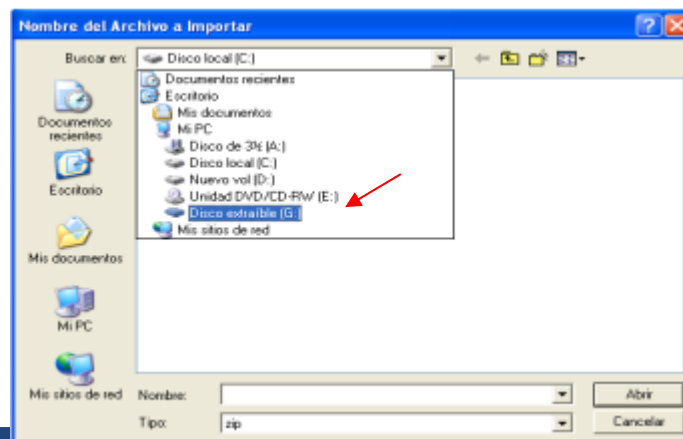 Nombre del Archivo a Importar
Buscar en: Disco local (C:)
Documentos recientes
Escritorio
Mis documentos
Mi PC
Disco de 3½ (A:)
Disco local (C:)
Nuevo vol (D:)
Unidad DVD/CD-RW (E:)
Disco extraíble (G:)
Mis sitios de red
Documentos
recientes
Escritorio
Mis documentos
Mi PC
Mis sitios de red
Nombre:
Abrir
Tipo: zip
Cancelar